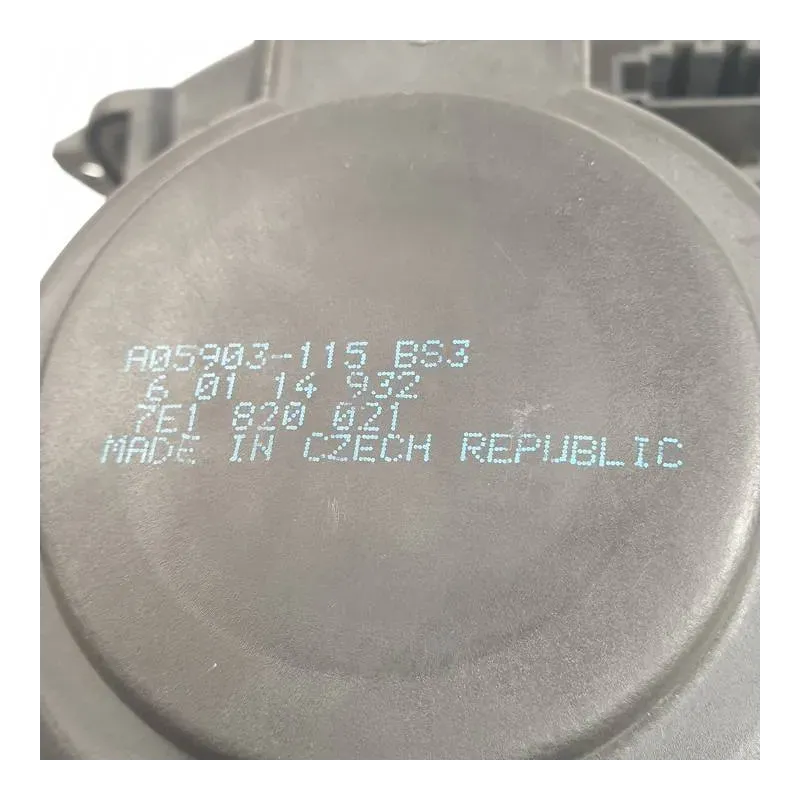 A05903-115 BS3
6 01 14 932
7E1 820 021
MADE IN CZECH REPUBLIC